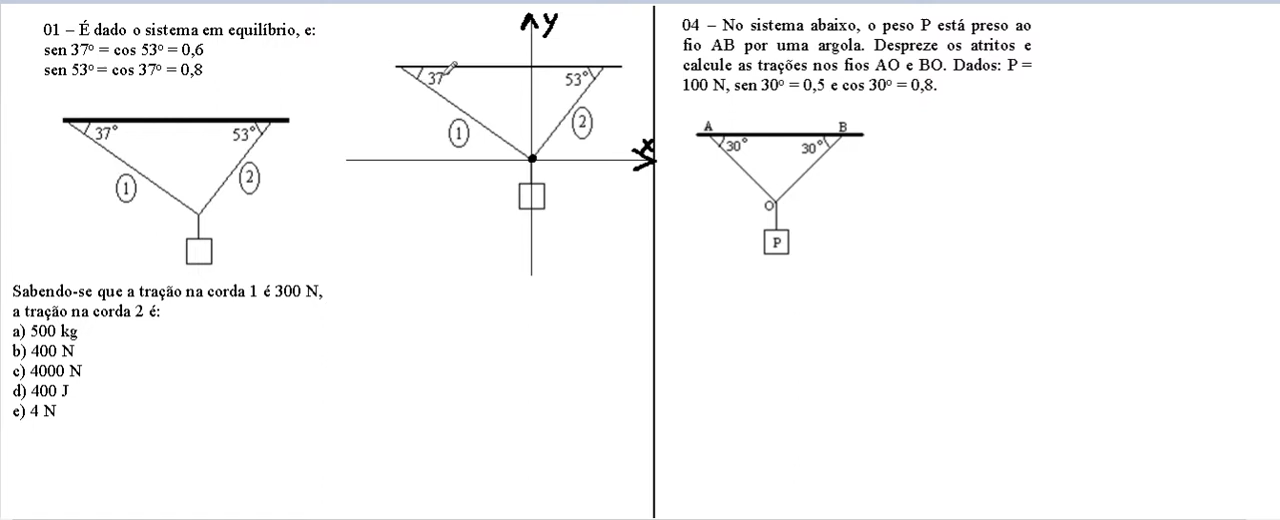 01 – É dado o sistema em equilíbrio, e:
sen 37º = cos 53º = 0,6
sen 53º = cos 37º = 0,8
37°
53°
1
2
Sabendo-se que a tração na corda 1 é 300 N,
a tração na corda 2 é:
a) 500 kg
b) 400 N
c) 4000 N
d) 400 J
e) 4 N
y
37
53°
1
2
x
04 – No sistema abaixo, o peso P está preso ao
fio AB por uma argola. Despreze os atritos e
calcule as trações nos fios AO e BO. Dados: P =
100 N, sen 30º = 0,5 e cos 30º = 0,8.
A
B
30°
30°
O
P